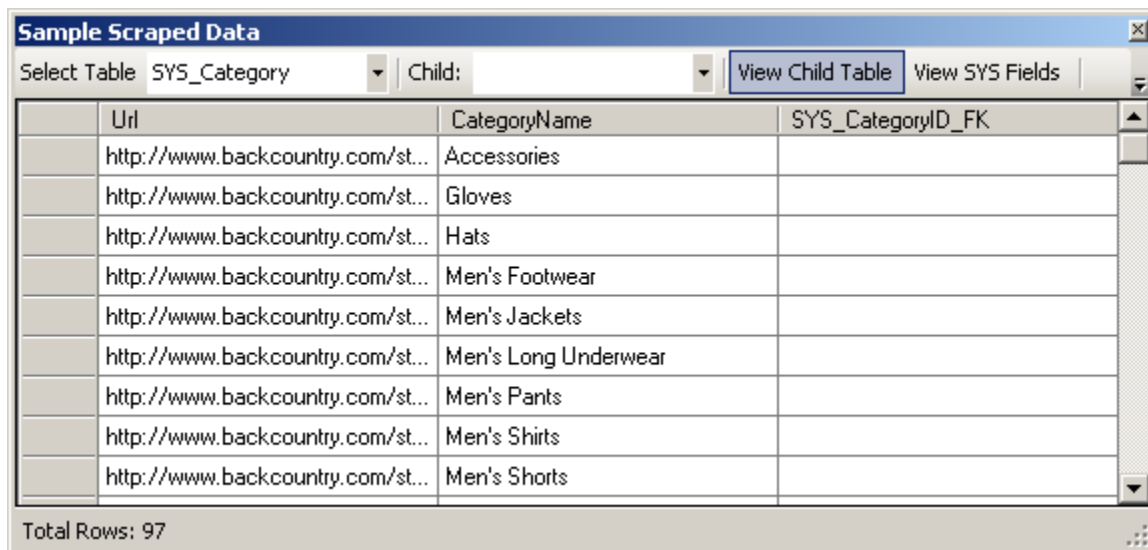 Sample Scraped Data
Select Table SYS_Category Child: View Child Table View SYS Fields
Url CategoryName SYS_CategoryID_FK
http://www.backcountry.com/st... Accessories
http://www.backcountry.com/st... Gloves
http://www.backcountry.com/st... Hats
http://www.backcountry.com/st... Men's Footwear
http://www.backcountry.com/st... Men's Jackets
http://www.backcountry.com/st... Men's Long Underwear
http://www.backcountry.com/st... Men's Pants
http://www.backcountry.com/st... Men's Shirts
http://www.backcountry.com/st... Men's Shorts
Total Rows: 97